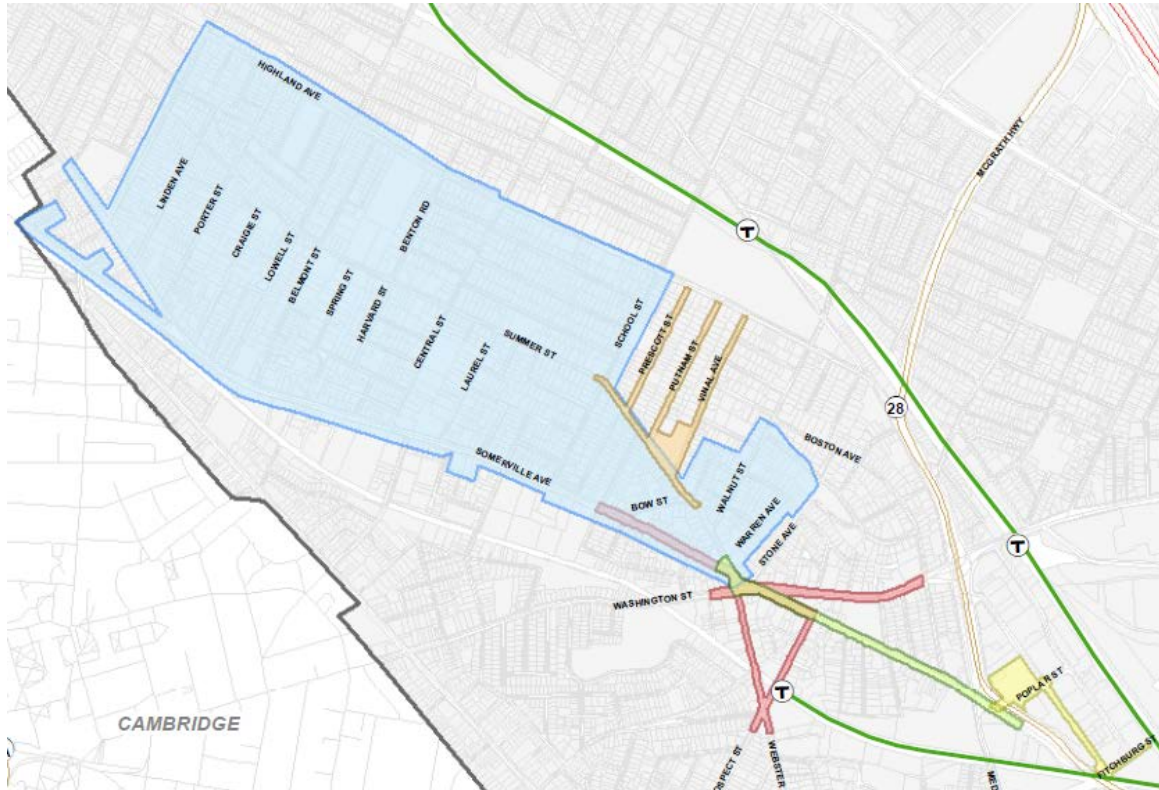 HIGHLAND AVE
MCGRATH HWY
LINDEN AVE
PORTER ST
CRAIGIE ST
LOWELL ST
BELMONT ST
SPRING ST
HARVARD ST
BENTON RD
CENTRAL ST
LAUREL ST
SUMMER ST
SCHOOL ST
PRESCOTT ST
PUTNAM ST
VINAL AVE
T
28
BOSTON AVE
SOMERVILLE AVE
BOW ST
WALNUT ST
WARREN AVE
STONE AVE
T
WASHINGTON ST
T
POPLAR ST
CAMBRIDGE
OSPECT ST
WEBSTER
MED
FITCHBURG ST